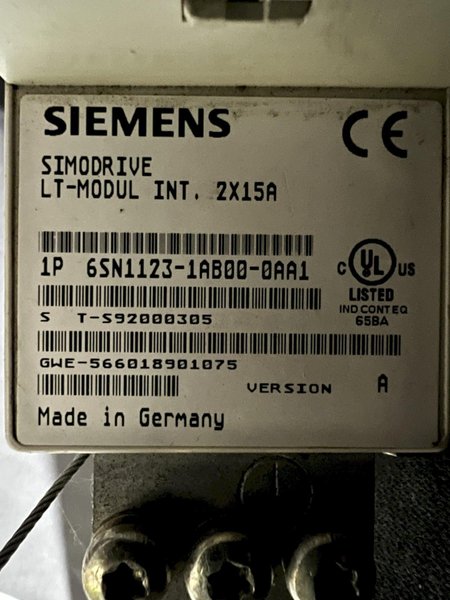 SIEMENS
CE
SIMODRIVE
LT-MODUL INT. 2X15A
1P 6SN1123-1AB00-0AA1
C UL US
LISTED
IND CONT EQ
65BA
S T-S92000305
GWE-566018901075
VERSION A
Made in Germany